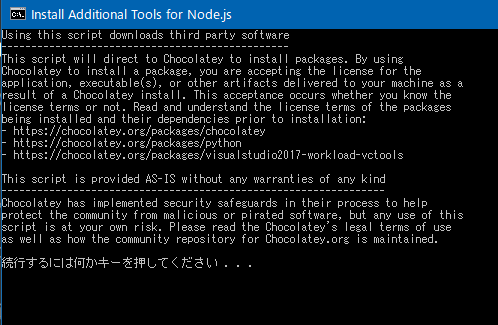 Install Additional Tools for Node.js
Using this script downloads third party software
------------------------------------------------
This script will direct to Chocolatey to install packages. By using
Chocolatey to install a package, you are accepting the license for the
application, executable(s), or other artifacts delivered to your machine as a
result of a Chocolatey install. This acceptance occurs whether you know the
license terms or not. Read and understand the license terms of the packages
being installed and their dependencies prior to installation:
- https://chocolatey.org/packages/chocolatey
- https://chocolatey.org/packages/python
- https://chocolatey.org/packages/visualstudio2017-workload-vctools
This script is provided AS-IS without any warranties of any kind
----------------------------------------------------------------
Chocolatey has implemented security safeguards in their process to help
protect the community from malicious or pirated software, but any use of this
script is at your own risk. Please read the Chocolatey's legal terms of use
as well as how the community repository for Chocolatey.org is maintained.
続行するには何かキーを押してください . . .